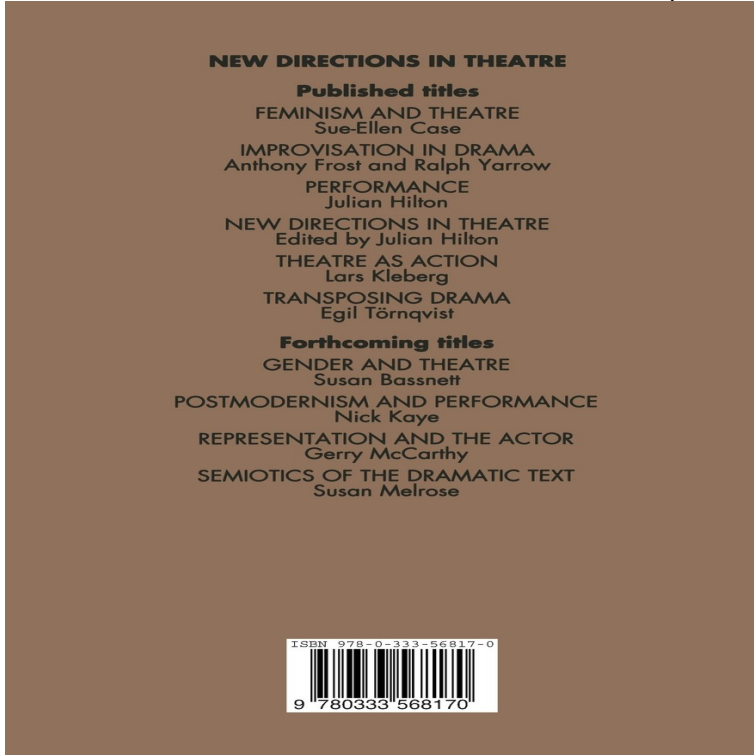 NEW DIRECTIONS IN THEATRE
Published titles
FEMINISM AND THEATRE
Sue-Ellen Case
IMPROVISATION IN DRAMA
Anthony Frost and Ralph Yarrow
PERFORMANCE
Julian Hilton
NEW DIRECTIONS IN THEATRE
Edited by Julian Hilton
THEATRE AS ACTION
Lars Kleberg
TRANSPOSING DRAMA
Egil Törnqvist
Forthcoming titles
GENDER AND THEATRE
Susan Bassnett
POSTMODERNISM AND PERFORMANCE
Nick Kaye
REPRESENTATION AND THE ACTOR
Gerry McCarthy
SEMIOTICS OF THE DRAMATIC TEXT
Susan Melrose
ISBN 978-0-333-56817-0
9 780333 568170